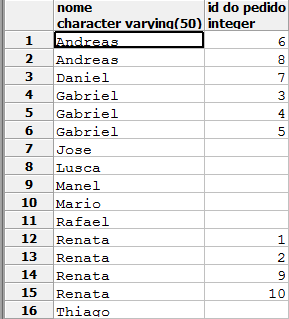 nome id do pedido
character varying(50) integer
1 Andreas 6
2 Andreas 8
3 Daniel 7
4 Gabriel 3
5 Gabriel 4
6 Gabriel 5
7 Jose
8 Lusca
9 Manel
10 Mario
11 Rafael
12 Renata 1
13 Renata 2
14 Renata 9
15 Renata 10
16 Thiago